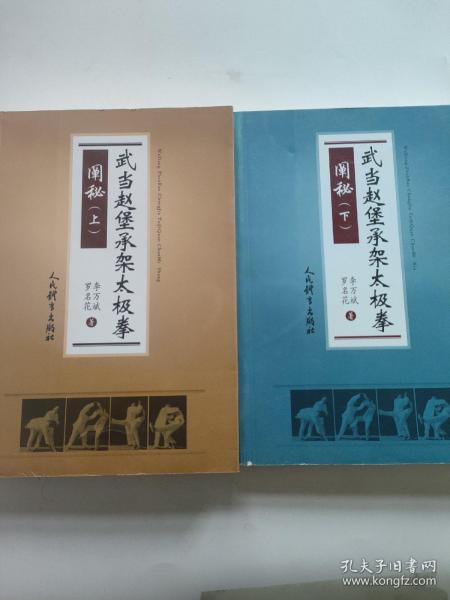 武当赵堡承架太极拳
阐秘（上）
李万斌
罗名花
著
人民体育出版社
武当赵堡承架太极拳
阐秘（下）
李万斌
罗名花
著
人民体育出版社
孔夫子旧书网
www.kongfz.com